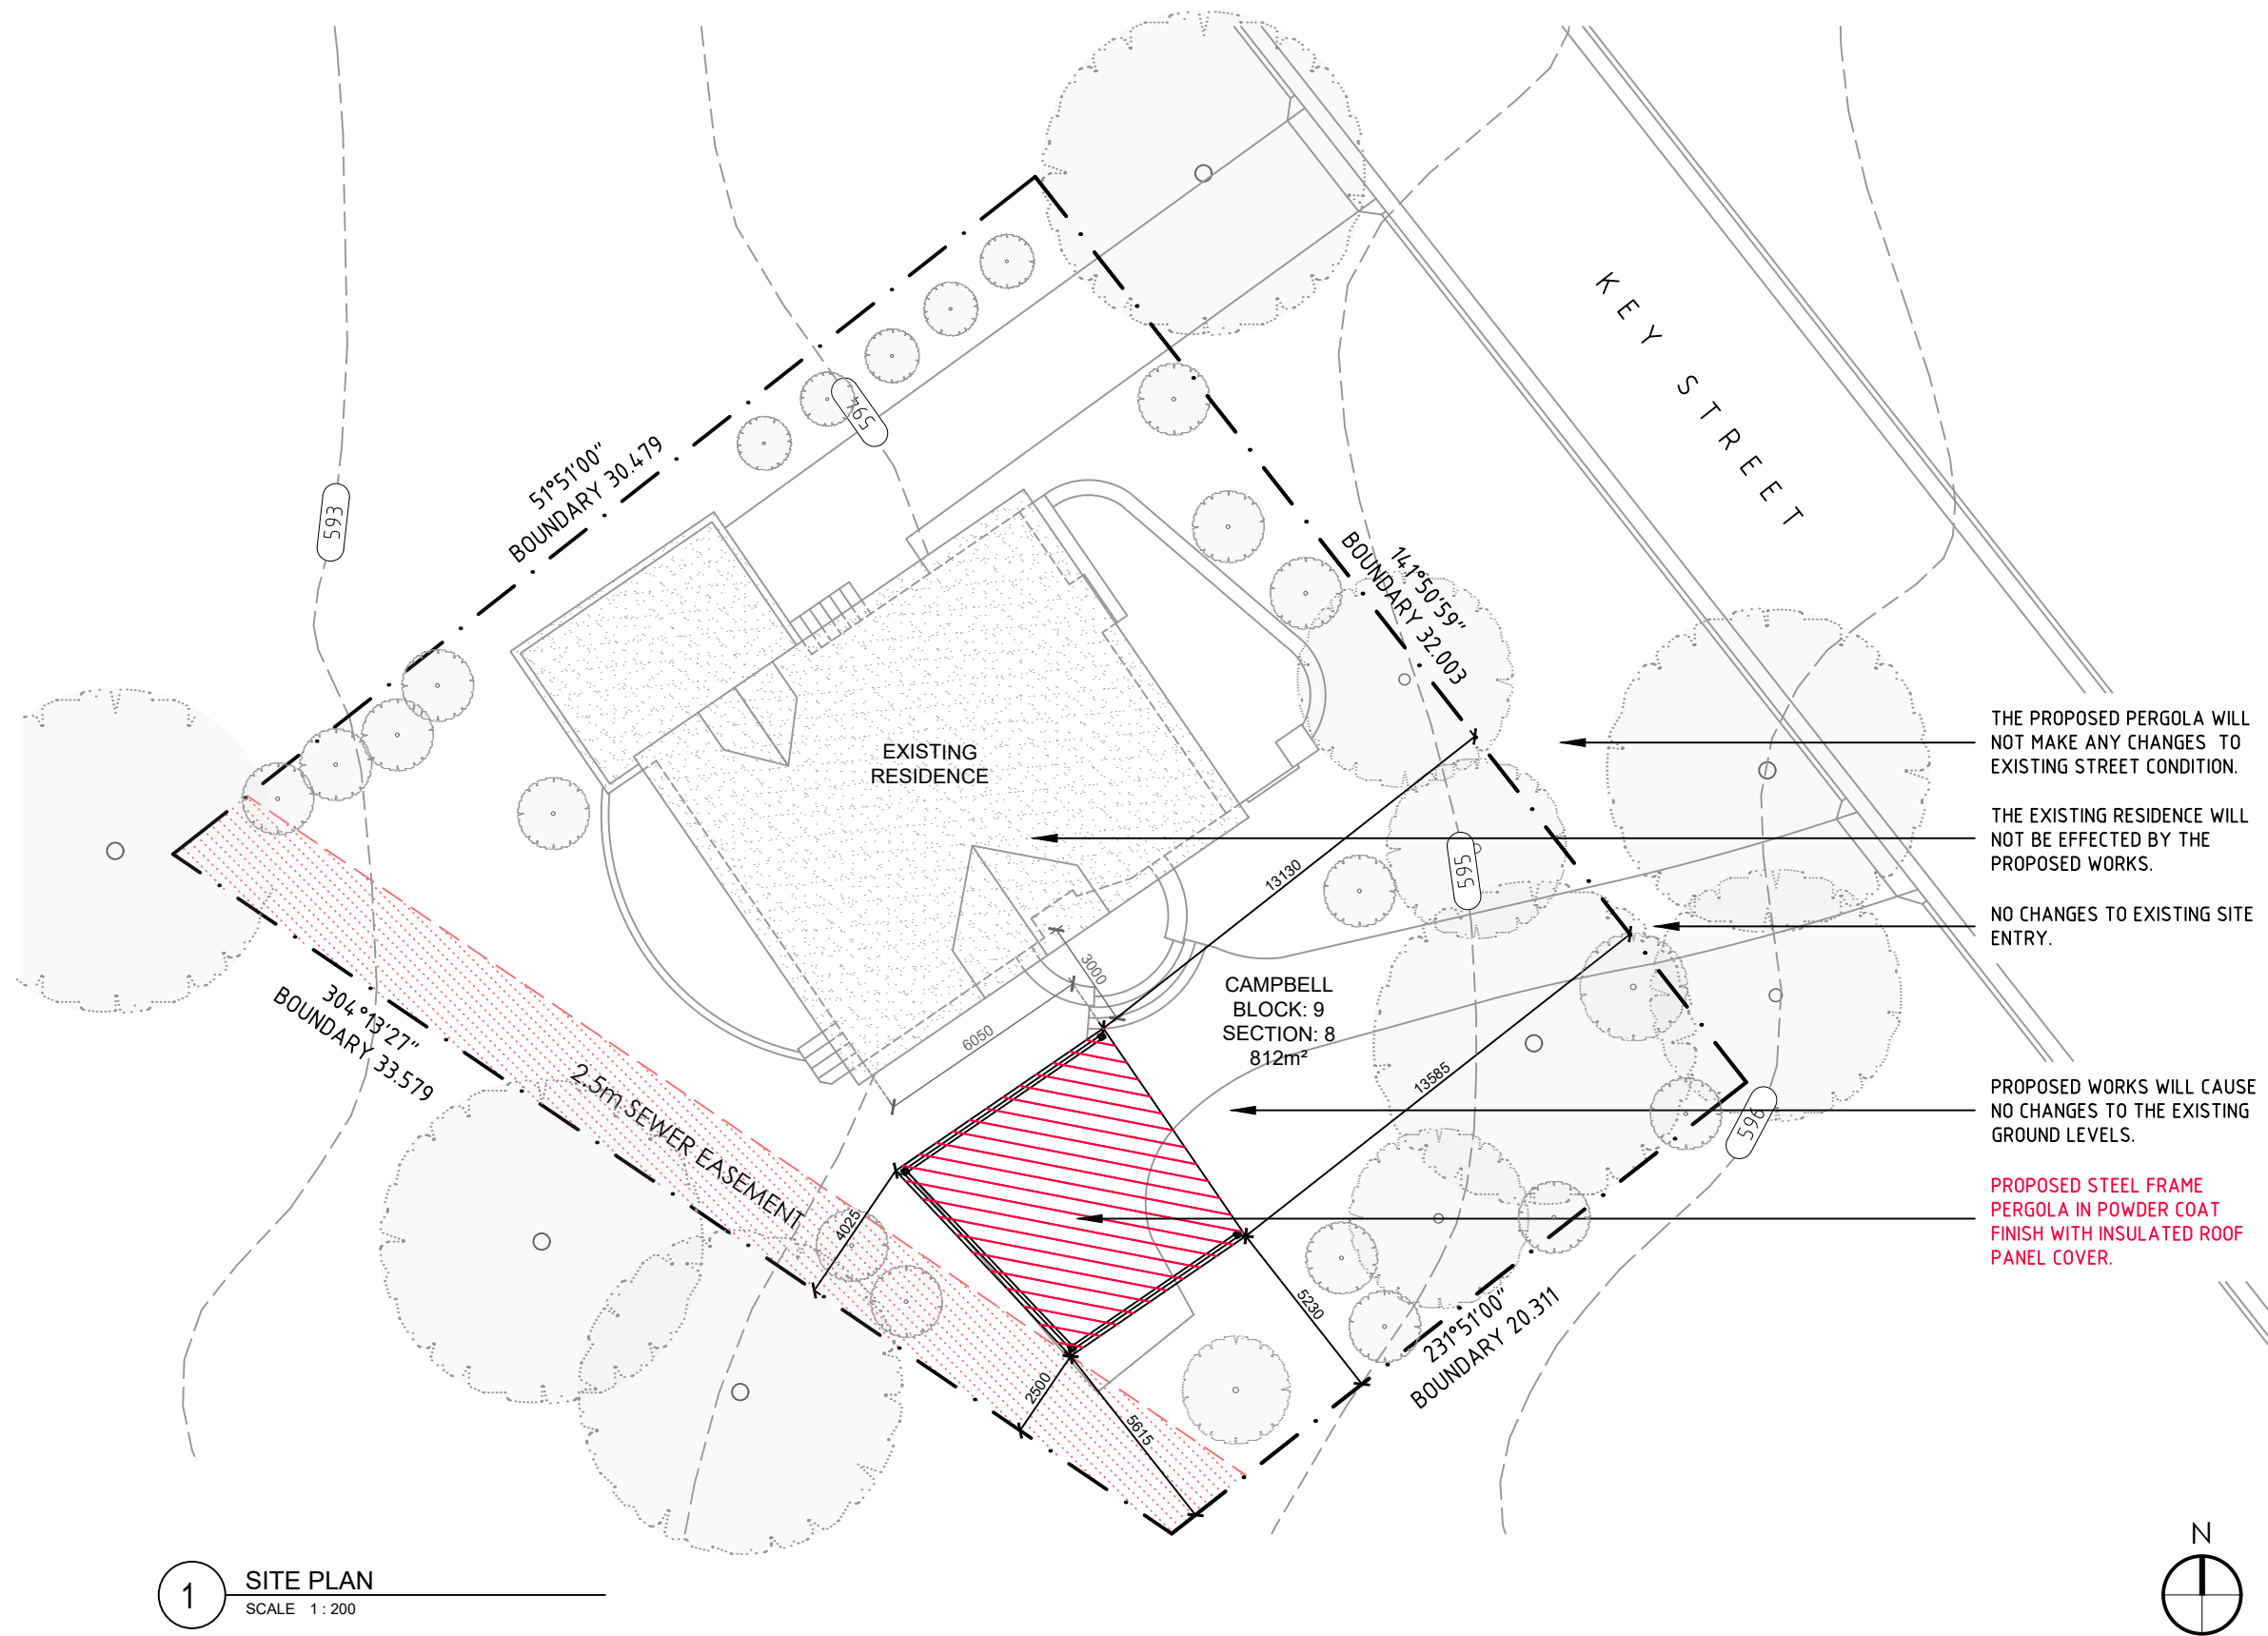 KEY STREET
594
593
51°51'00"
BOUNDARY 30.479
141°50'59"
BOUNDARY 32.003
THE PROPOSED PERGOLA WILL
NOT MAKE ANY CHANGES TO
EXISTING STREET CONDITION.
EXISTING
RESIDENCE
THE EXISTING RESIDENCE WILL
NOT BE EFFECTED BY THE
PROPOSED WORKS.
13130
595
NO CHANGES TO EXISTING SITE
ENTRY.
3000
6050
CAMPBELL
BLOCK: 9
SECTION: 8
812m²
304°13'27"
BOUNDARY 33.579
13585
596
PROPOSED WORKS WILL CAUSE
NO CHANGES TO THE EXISTING
GROUND LEVELS.
2.5m SEWER EASEMENT
4025
PROPOSED STEEL FRAME
PERGOLA IN POWDER COAT
FINISH WITH INSULATED ROOF
PANEL COVER.
5230
231°51'00"
BOUNDARY 20.311
2500
5615
1
SITE PLAN
SCALE 1 : 200
N